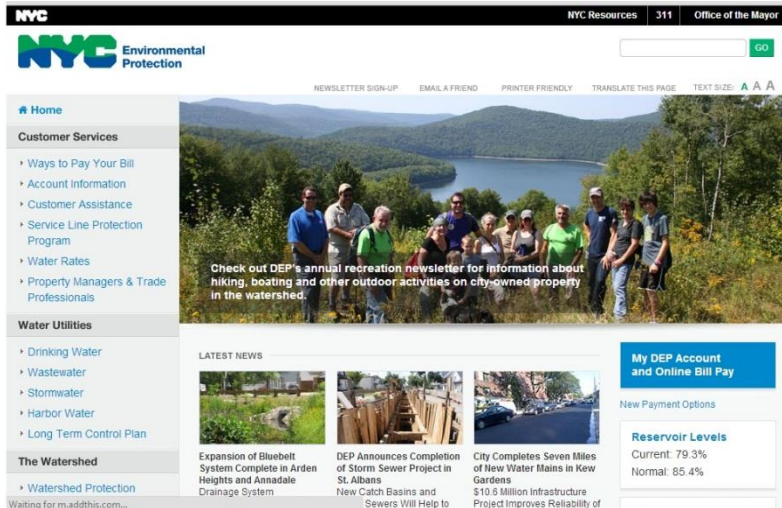 NYC
NYC Resources
311
Office of the Mayor
NYC
Environmental
Protection
GO
NEWSLETTER SIGN-UP
EMAIL A FRIEND
PRINTER FRIENDLY
TRANSLATE THIS PAGE
TEXT SIZE: A A A
Home
Customer Services
Ways to Pay Your Bill
Account Information
Customer Assistance
Service Line Protection
Program
Water Rates
Property Managers & Trade
Professionals
Water Utilities
Drinking Water
Wastewater
Stormwater
Harbor Water
Long Term Control Plan
The Watershed
Watershed Protection
Waiting for m.addthis.com...
Check out DEP's annual recreation newsletter for information about
hiking, boating and other outdoor activities on city-owned property
in the watershed.
LATEST NEWS
Expansion of Bluebelt
System Complete in Arden
Heights and Annadale
Drainage System
DEP Announces Completion
of Storm Sewer Project in
St. Albans
New Catch Basins and
Sewers Will Help to
City Completes Seven Miles
of New Water Mains in Kew
Gardens
$10.6 Million Infrastructure
Project Improves Reliability of
My DEP Account
and Online Bill Pay
New Payment Options
Reservoir Levels
Current: 79.3%
Normal: 85.4%